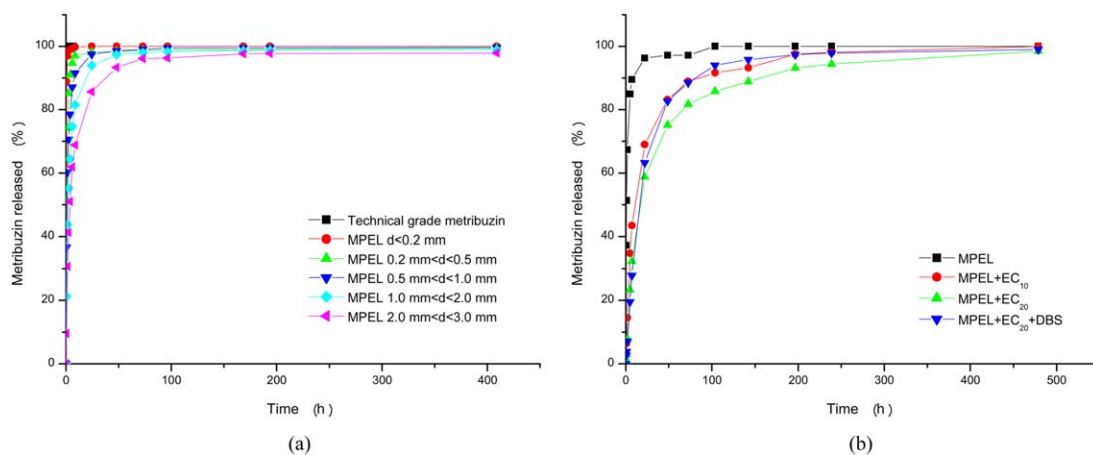 100
80
60
40
20
0
Metribuzin released (%)
Technical grade metribuzin
MPEL d<0.2 mm
MPEL 0.2 mm<d<0.5 mm
MPEL 0.5 mm<d<1.0 mm
MPEL 1.0 mm<d<2.0 mm
MPEL 2.0 mm<d<3.0 mm
0 100 200 300 400
Time (h)
(a)
100
80
60
40
20
0
Metribuzin released (%)
MPEL
MPEL+EC10
MPEL+EC20
MPEL+EC20+DBS
0 100 200 300 400 500
Time (h)
(b)